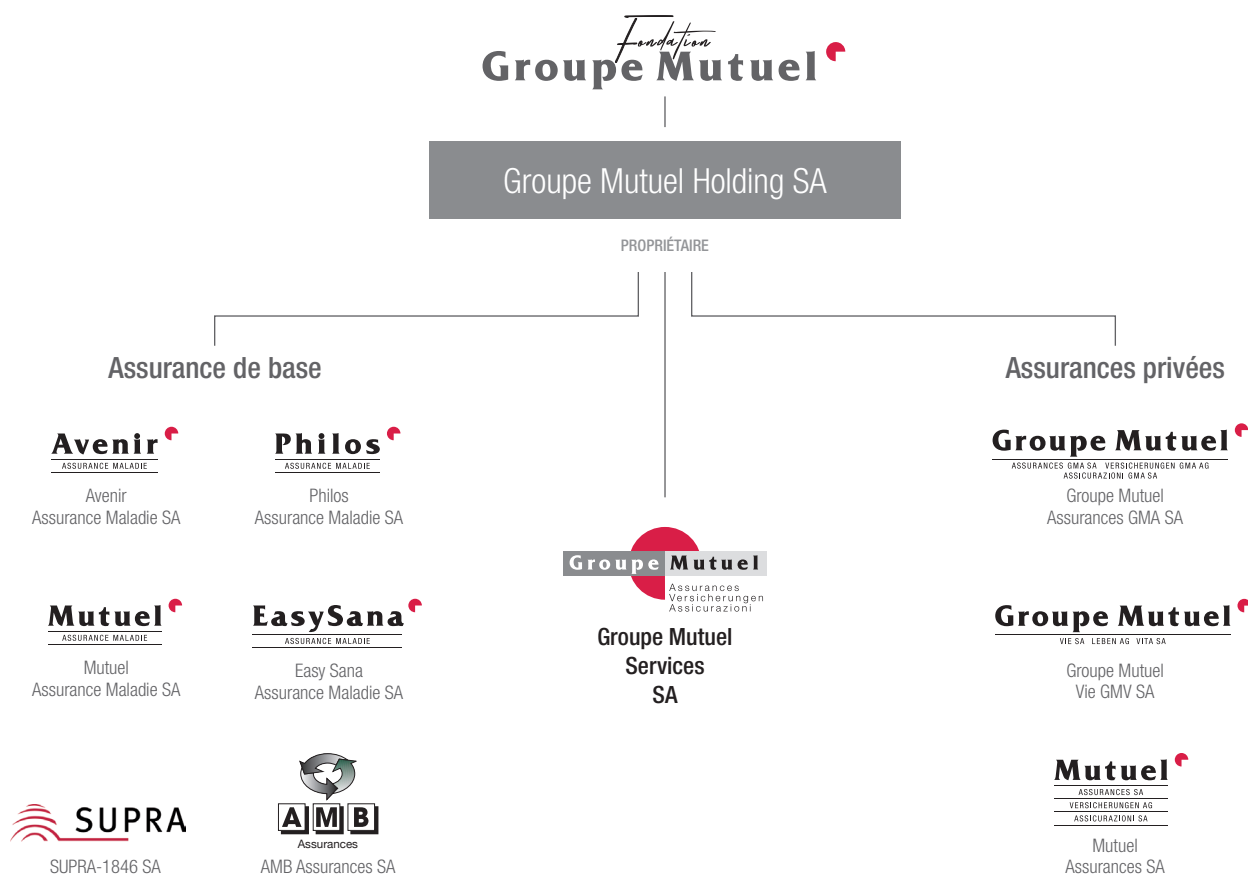 Fondation
Groupe Mutuel
Groupe Mutuel Holding SA
PROPRIÉTAIRE
Assurance de base
Avenir
ASSURANCE MALADIE
Avenir
Assurance Maladie SA
Philos
ASSURANCE MALADIE
Philos
Assurance Maladie SA
Mutuel
ASSURANCE MALADIE
Mutuel
Assurance Maladie SA
EasySana
ASSURANCE MALADIE
Easy Sana
Assurance Maladie SA
SUPRA
SUPRA-1846 SA
AMB
Assurances
AMB Assurances SA
Groupe Mutuel
Assurances
Versicherungen
Assicurazioni
Groupe Mutuel
Services
SA
Assurances privées
Groupe Mutuel
ASSURANCES GMA SA VERSICHERUNGEN GMA AG
ASSICURAZIONI GMA SA
Groupe Mutuel
Assurances GMA SA
Groupe Mutuel
VIE SA LEBEN AG VITA SA
Groupe Mutuel
Vie GMV SA
Mutuel
ASSURANCES SA
VERSICHERUNGEN AG
ASSICURAZIONI SA
Mutuel
Assurances SA